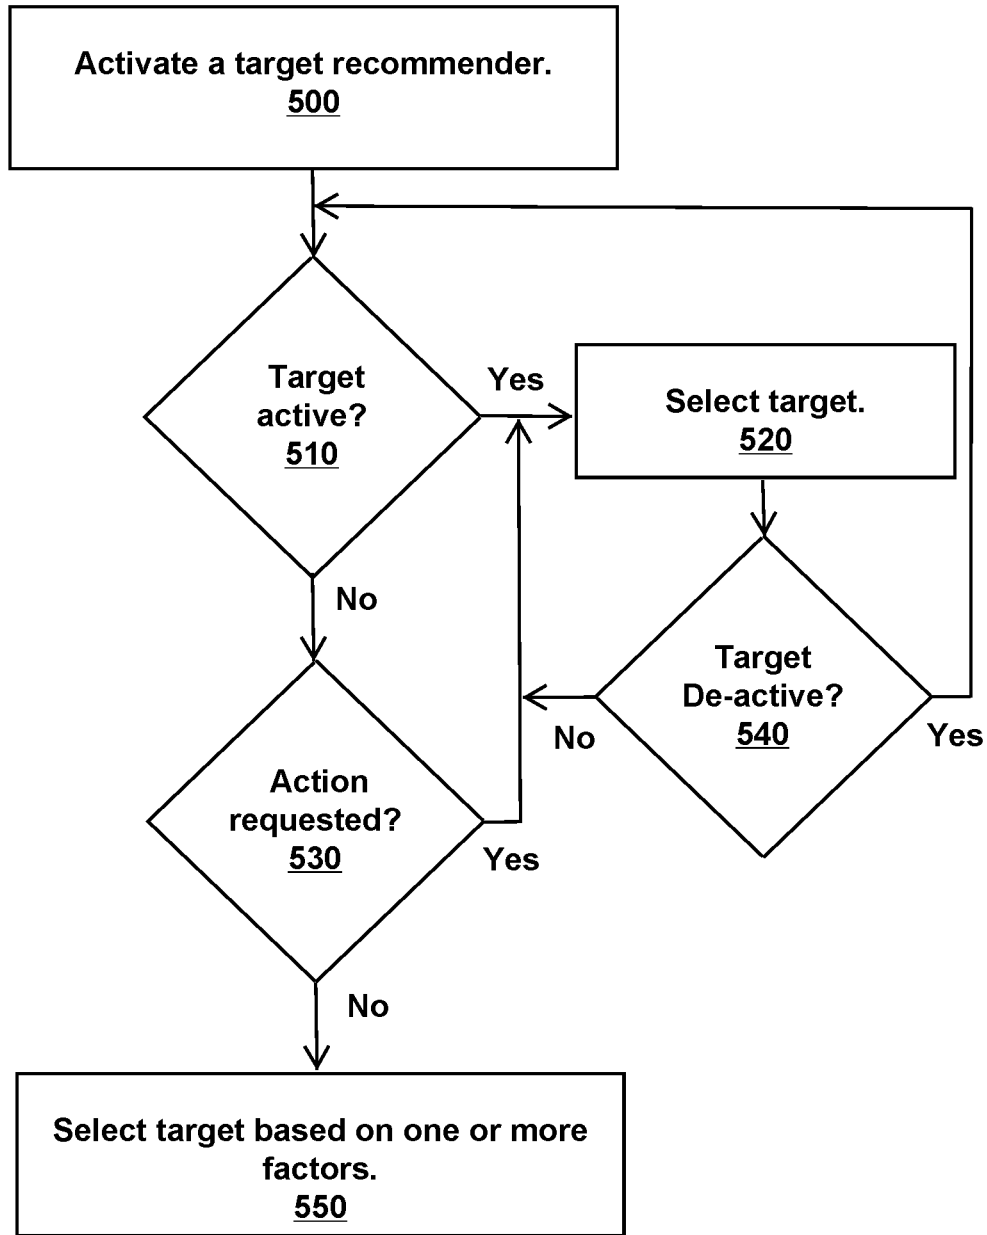 Activate a target recommender.
500
Target
active?
510
Yes
Select target.
520
No
Target
De-active?
540
No
Yes
Action
requested?
530
Yes
No
Select target based on one or more
factors.
550